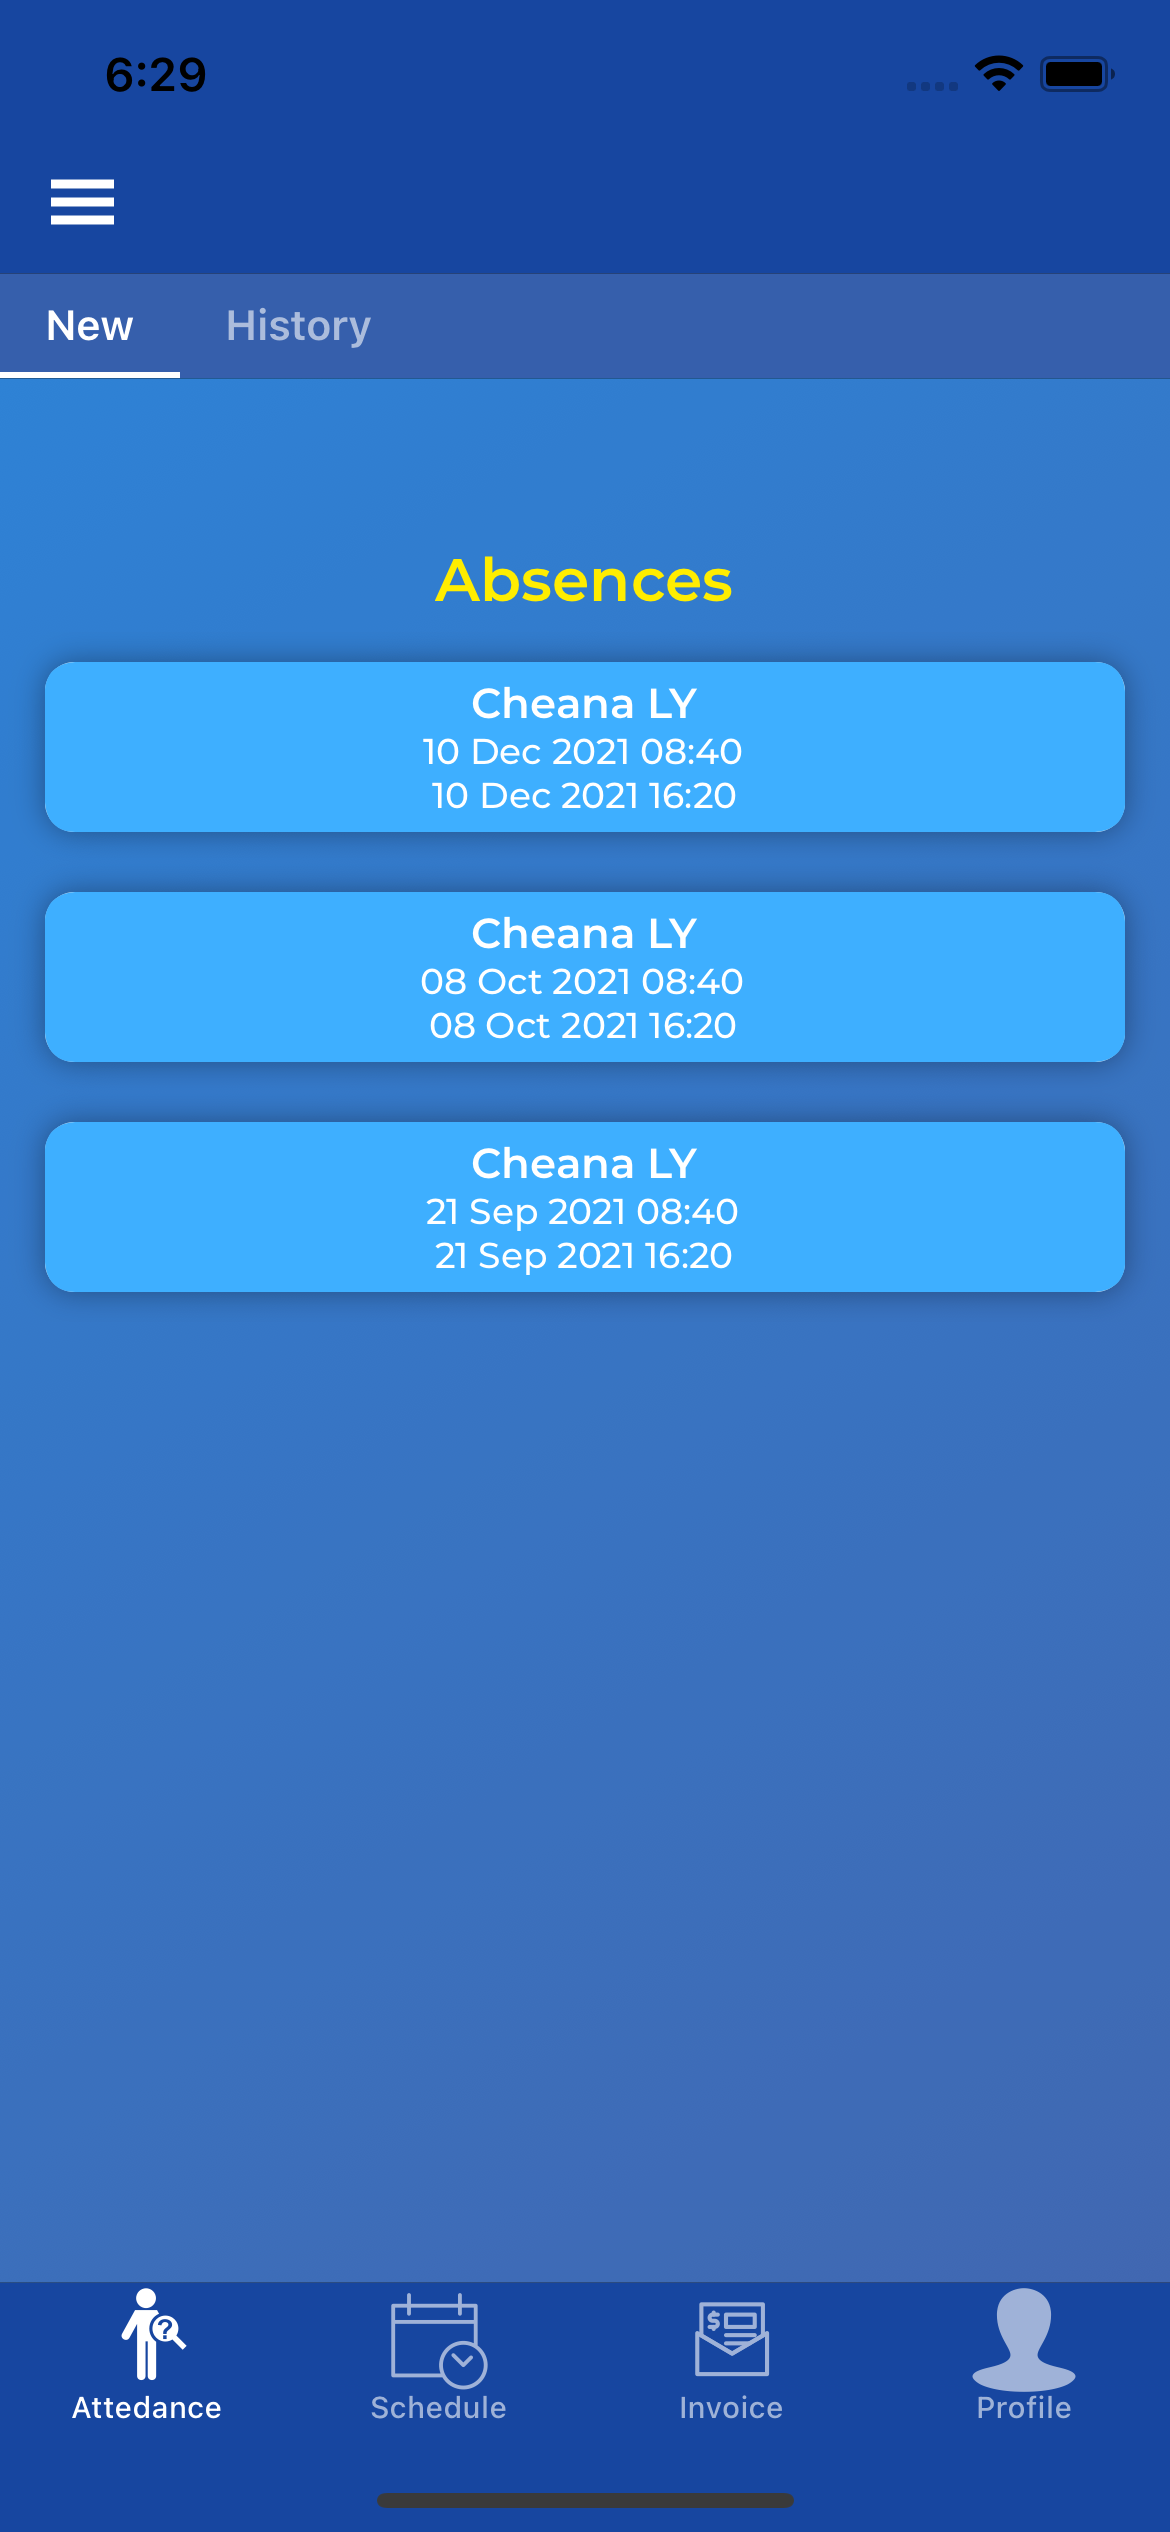 6:29
New
History
Absences
Cheana LY
10 Dec 2021 08:40
10 Dec 2021 16:20
Cheana LY
08 Oct 2021 08:40
08 Oct 2021 16:20
Cheana LY
21 Sep 2021 08:40
21 Sep 2021 16:20
Attedance
Schedule
Invoice
Profile